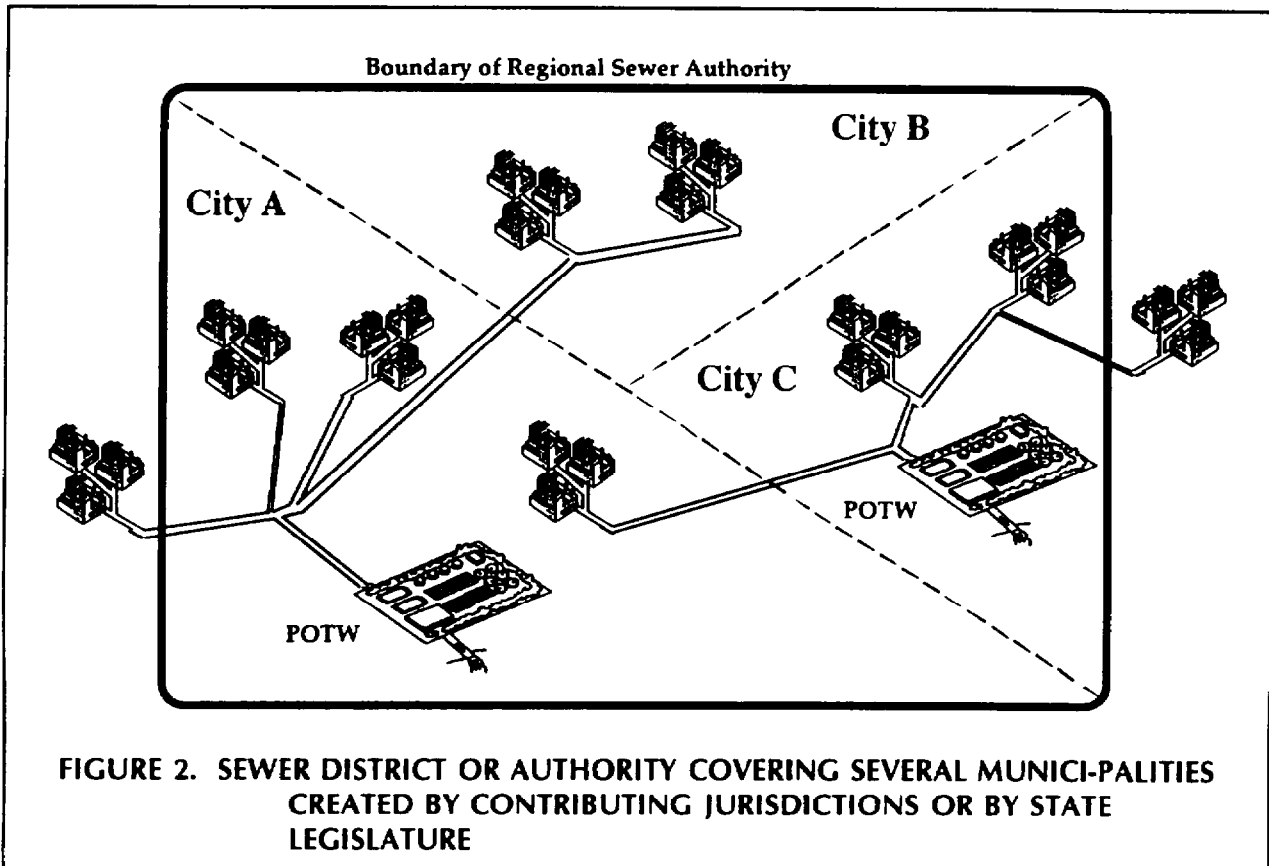 Boundary of Regional Sewer Authority
City B
City A
City C
POTW
POTW
FIGURE 2. SEWER DISTRICT OR AUTHORITY COVERING SEVERAL MUNICI-PALITIES
CREATED BY CONTRIBUTING JURISDICTIONS OR BY STATE
LEGISLATURE